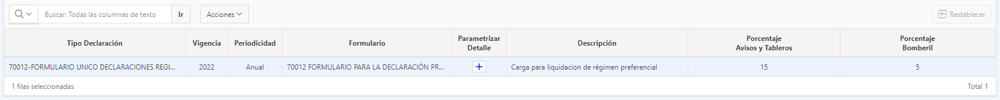 Buscar: Todas las columnas de texto Ir Acciones Restablecer
Tipo Declaración Vigencia Periodicidad Formulario Parametrizar Detalle Descripción Porcentaje Avisos y Tableros Porcentaje Bomberil
70012-FORMULARIO UNICO DECLARACIONES REGI... 2022 Anual 70012 FORMULARIO PARA LA DECLARACIÓN PR... Carga para liquidacion de régimen preferencial 15 5
1 filas seleccionadas Total 1